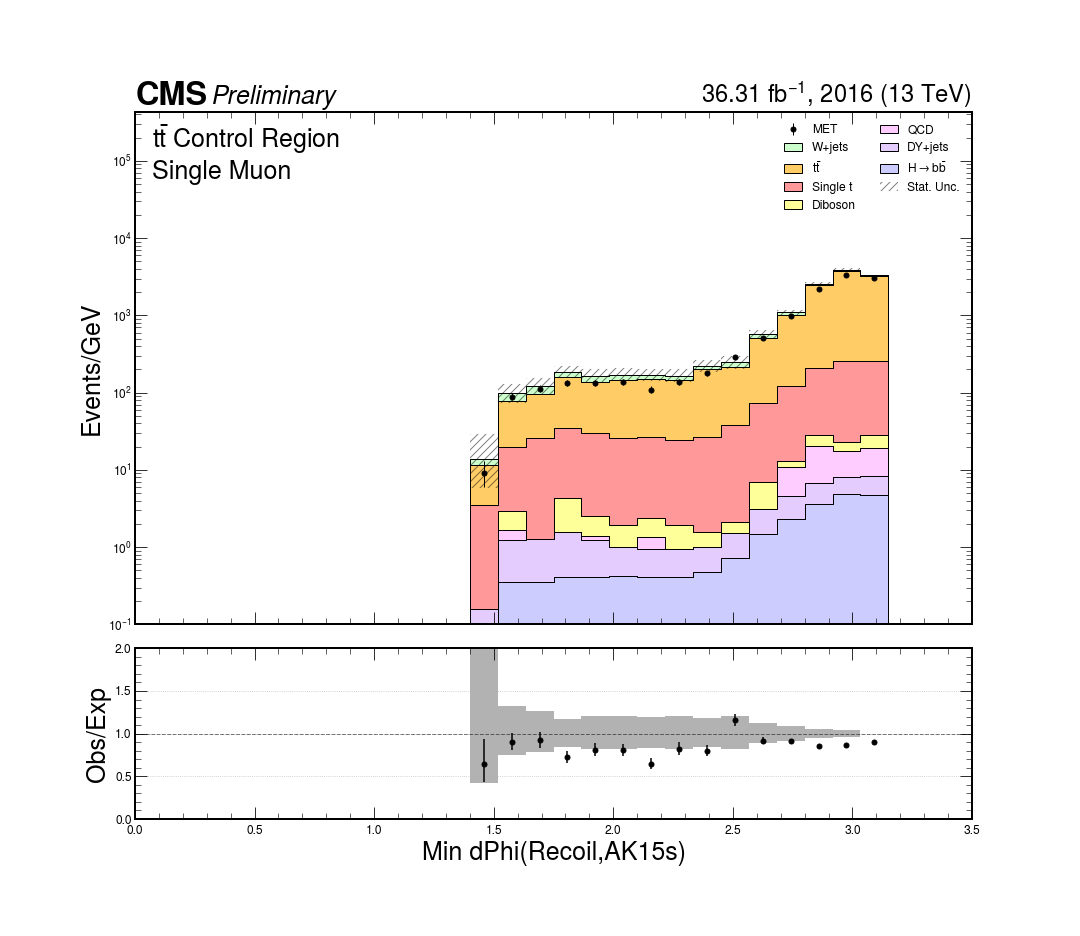 CMS Preliminary
36.31 fb⁻¹, 2016 (13 TeV)
tt̄ Control Region
Single Muon
MET
W+jets
tt̄
Single t
Diboson
QCD
DY+jets
H→bb̄
Stat. Unc.
Events/GeV
10⁵
10⁴
10³
10²
10¹
10⁰
10⁻¹
Obs/Exp
2.0
1.5
1.0
0.5
0.0
0.0 0.5 1.0 1.5 2.0 2.5 3.0 3.5
Min dPhi(Recoil,AK15s)